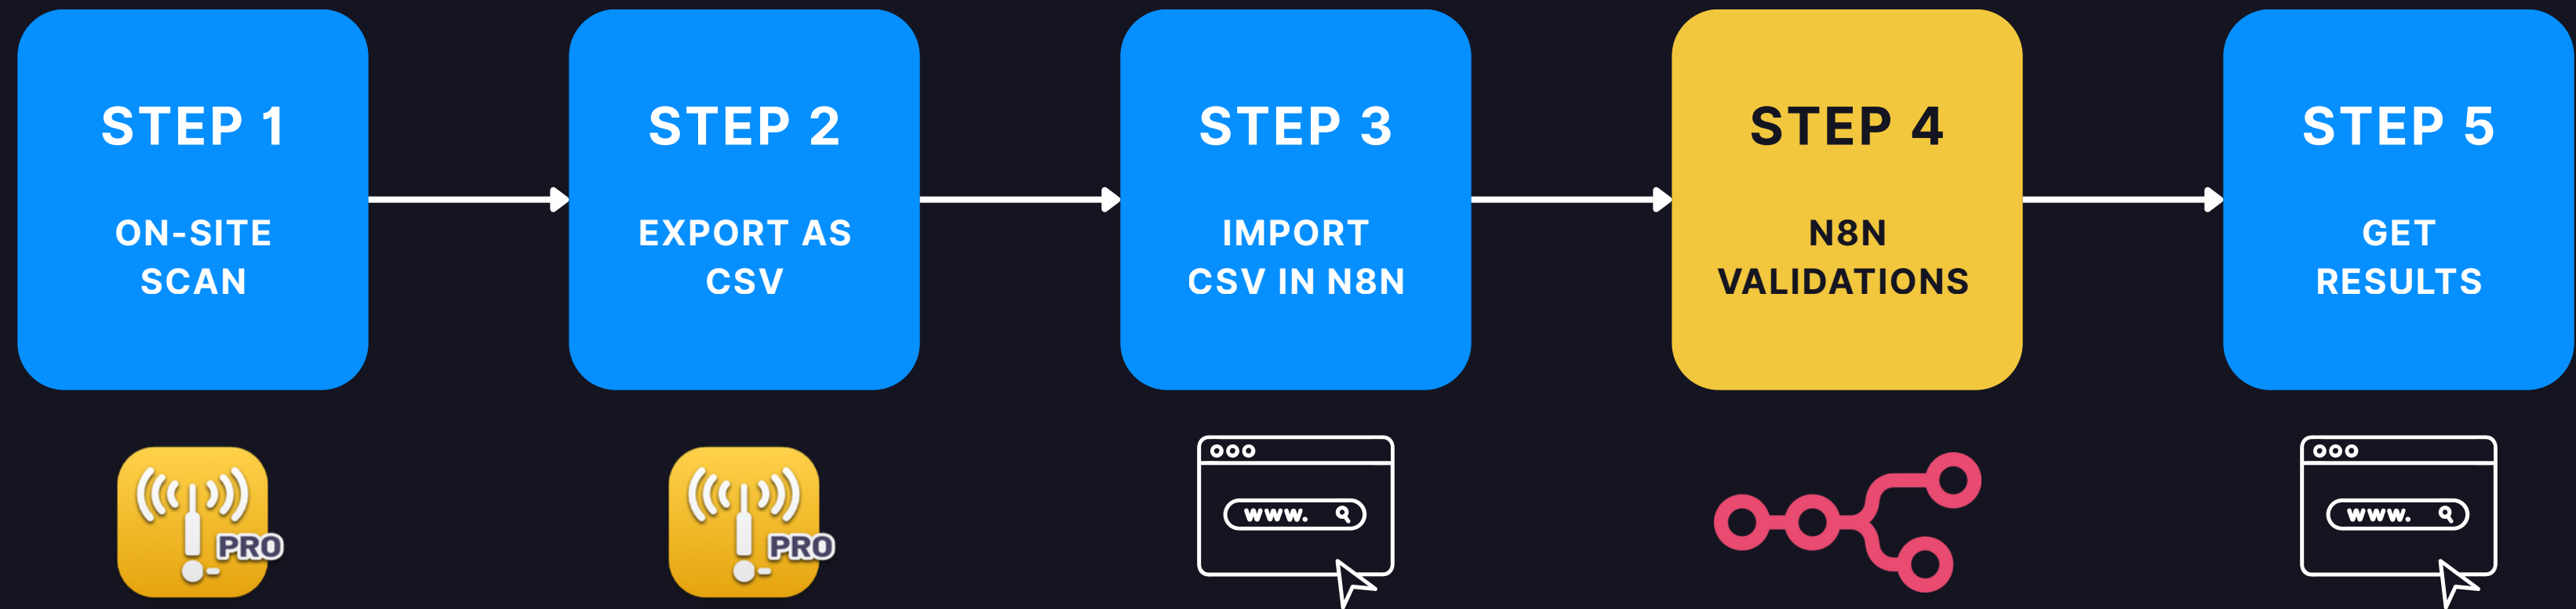 STEP 1
ON-SITE
SCAN
STEP 2
EXPORT AS
CSV
STEP 3
IMPORT
CSV IN N8N
STEP 4
N8N
VALIDATIONS
STEP 5
GET
RESULTS
PRO
PRO
www.
www.